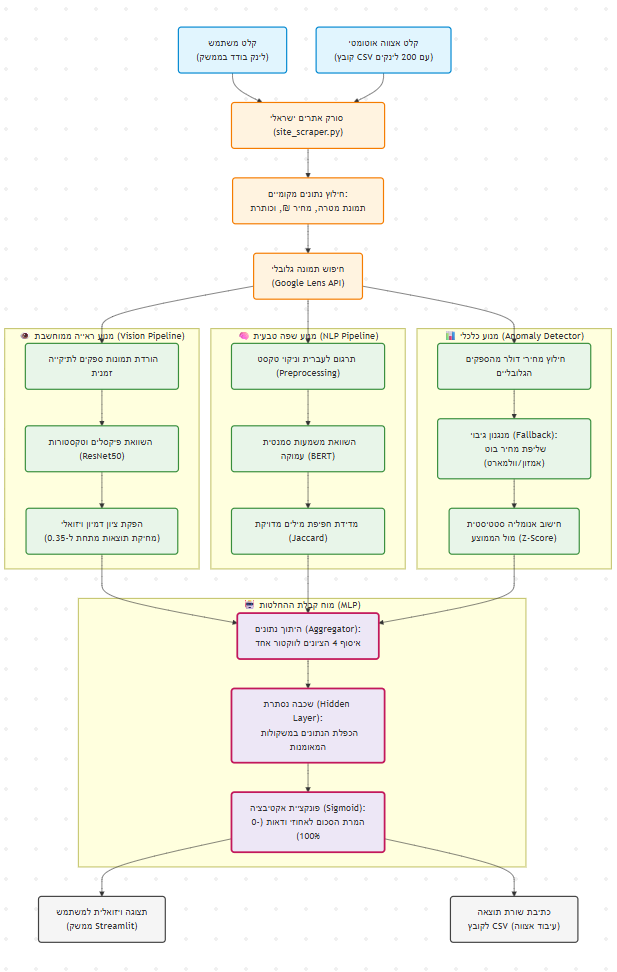 קלט משתמש
(לינק בודד בממשק)
קלט אצווה אוטומטי
(קובץ CSV עם 200 לינקים)
סורק אתרים ישראלי
(site_scraper.py)
חילוץ נתונים מקומיים:
תמונת מטרה, מחיר ₪, וכותרת
חיפוש תמונה גלובלי
(Google Lens API)
👁️ מנוע ראייה ממוחשבת (Vision Pipeline)
הורדת תמונות ספקים לתיקייה
זמנית
השוואת פיקסלים וטקסטורות
(ResNet50)
הפקת ציון דמיון ויזואלי
(מחיקת תוצאות מתחת ל-0.35)
🧠 מנוע שפה טבעית (NLP Pipeline)
תרגום לעברית וניקוי טקסט
(Preprocessing)
השוואת משמעות סמנטית
עמוקה (BERT)
מדידת חפיפת מילים מדויקת
(Jaccard)
📊 מנוע כלכלי (Anomaly Detector)
חילוץ מחירי דולר מהספקים
הגלובליים
מנגנון גיבוי (Fallback):
שליפת מחיר בוט
(אמזון/וולמארט)
חישוב אנומליה סטטיסטית
מול הממוצע (Z-Score)
🤖 מוח קבלת ההחלטות (MLP)
היתוך נתונים (Aggregator):
איסוף 4 הציונים לווקטור אחד
שכבה נסתרת (Hidden
Layer):
הכפלת הנתונים במשקולות
המאומנות
פונקציית אקטיבציה (Sigmoid):
המרת הסכום לאחוזי ודאות (0-
100%)
תצוגה ויזואלית למשתמש
(ממשק Streamlit)
כתיבת שורת תוצאה
לקובץ CSV (עיבוד אצווה)